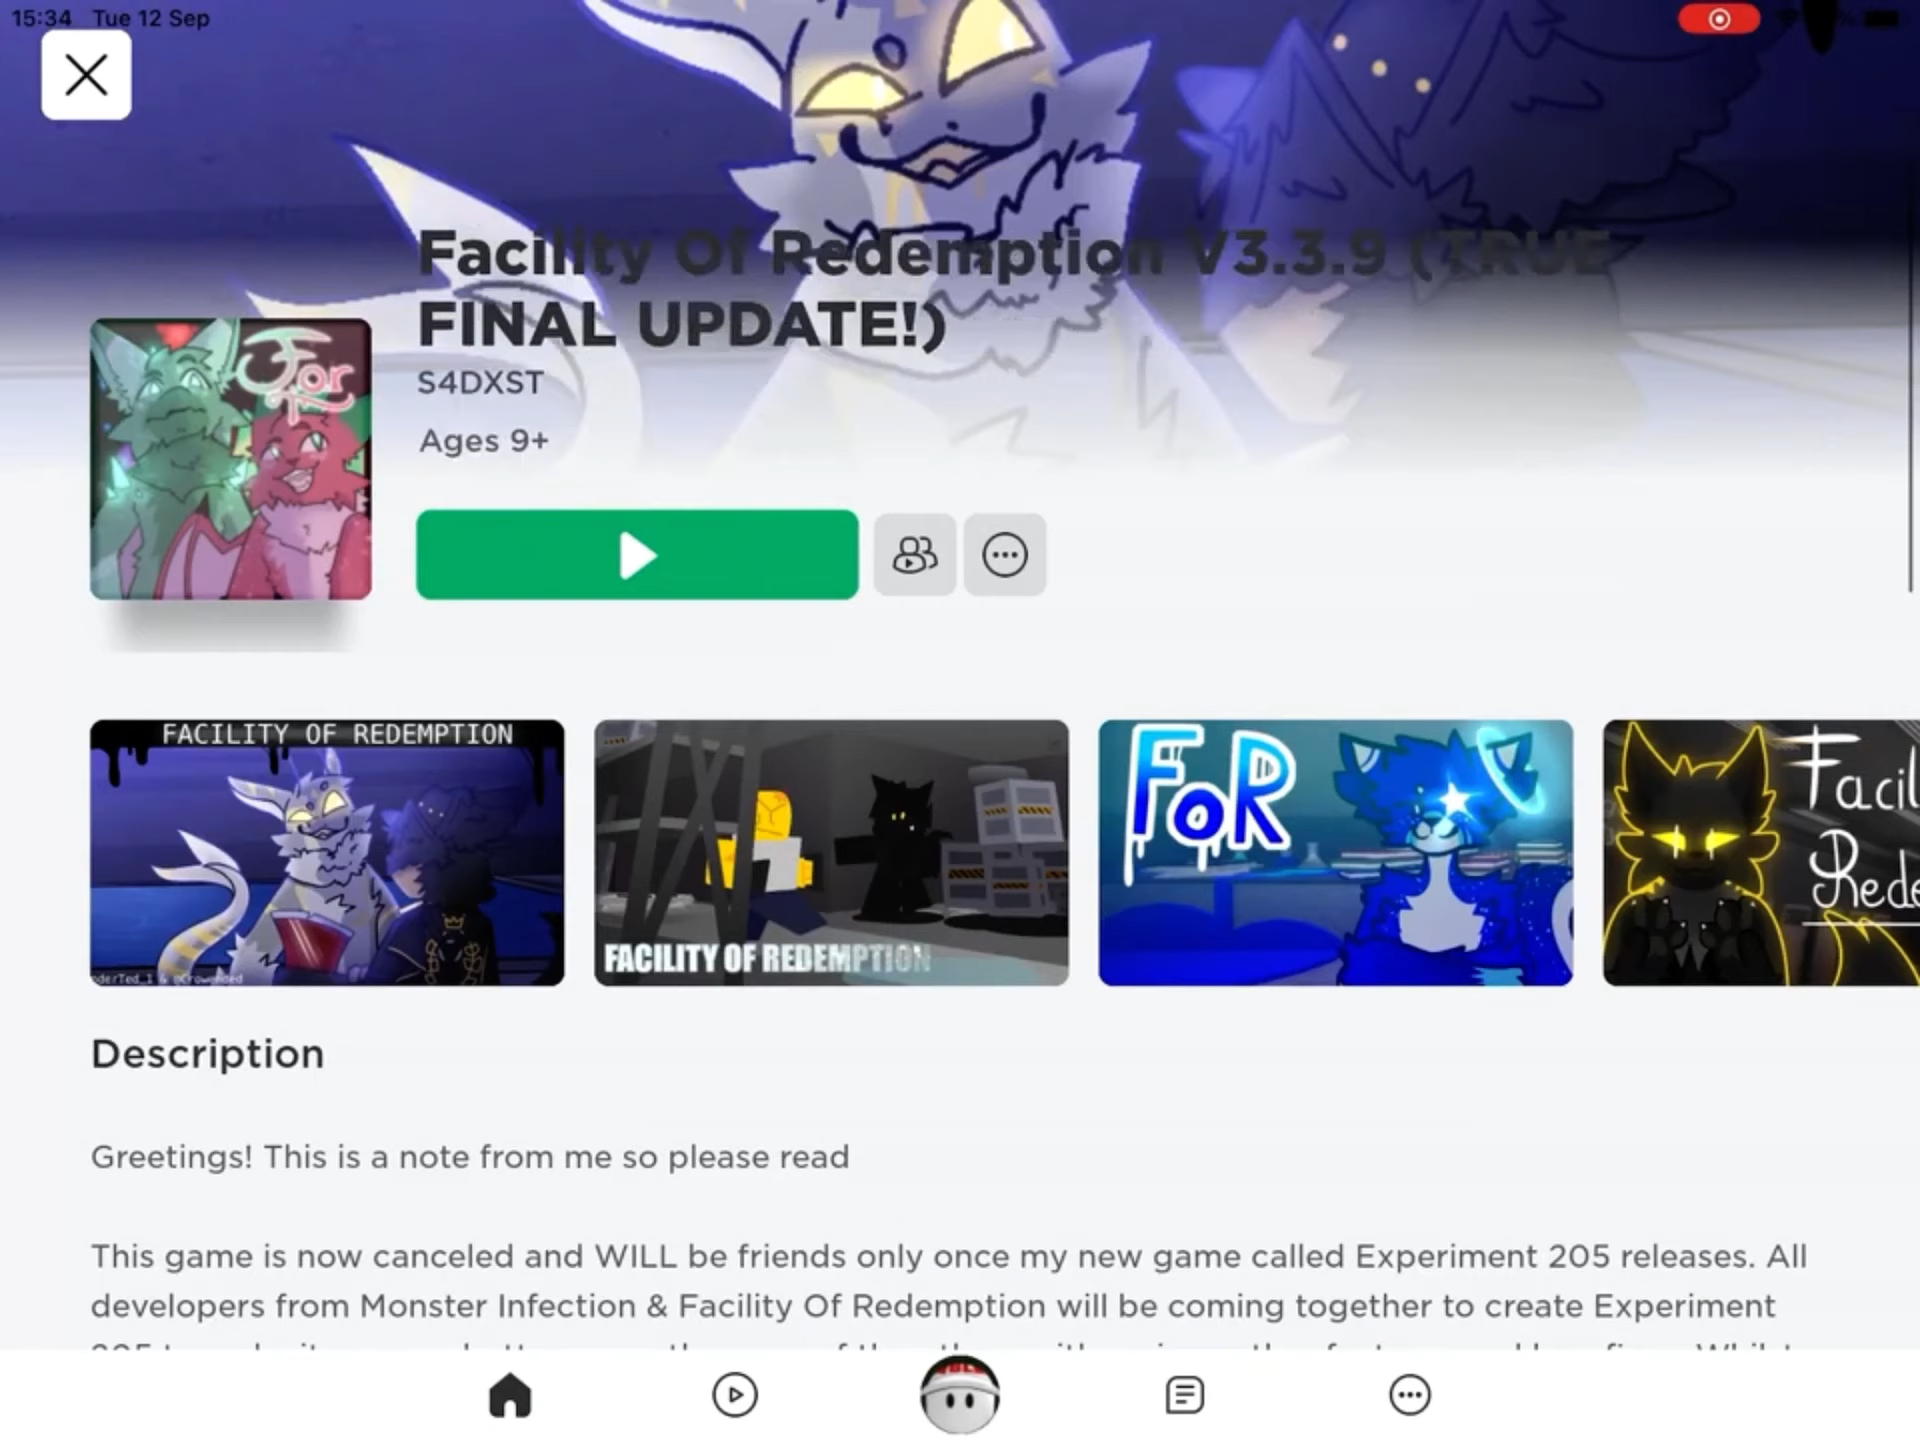 15:34 Tue 12 Sep
Facility Of Redemption V3.3.9 (TRUE
FINAL UPDATE!)
S4DXST
Ages 9+
For
FACILITY OF REDEMPTION
FACILITY OF REDEMPTION
FoR
Facil
Rede
Description
Greetings! This is a note from me so please read
This game is now canceled and WILL be friends only once my new game called Experiment 205 releases. All
developers from Monster Infection & Facility Of Redemption will be coming together to create Experiment